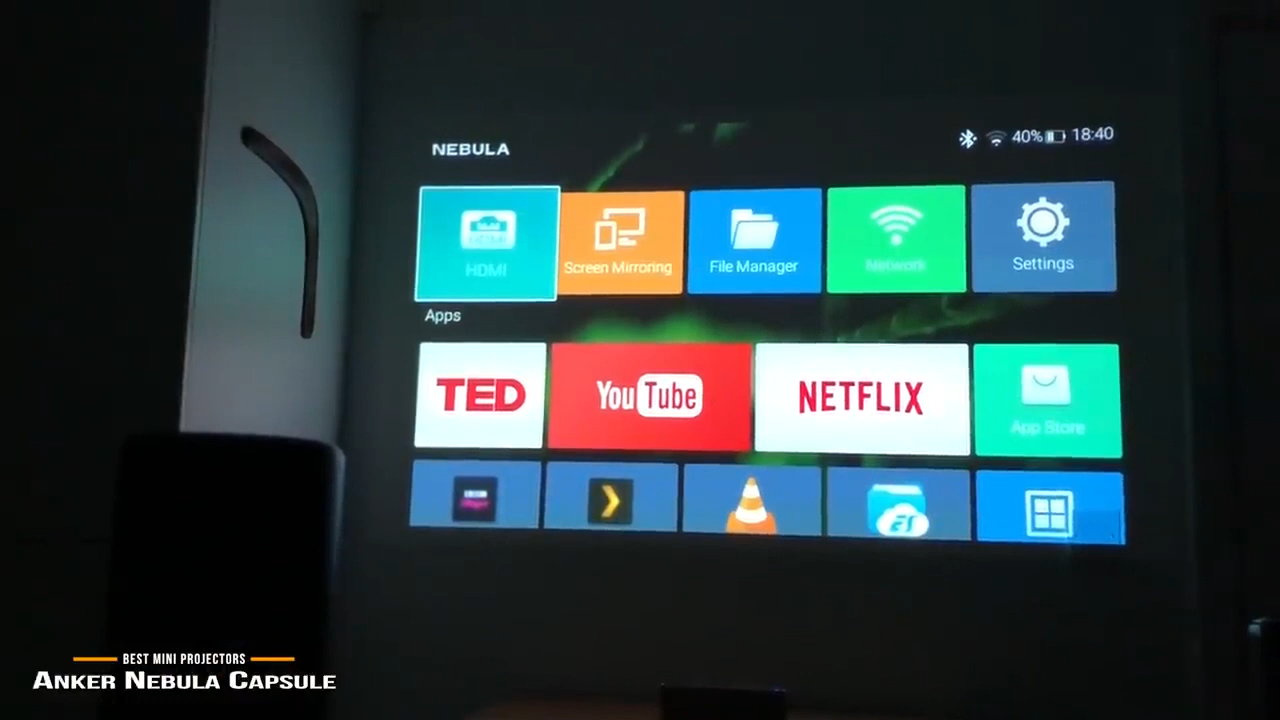 NEBULA
40% 18:40
HDMI
Screen Mirroring
File Manager
Network
Settings
Apps
TED
YouTube
NETFLIX
App Store
BEST MINI PROJECTORS
ANKER NEBULA CAPSULE